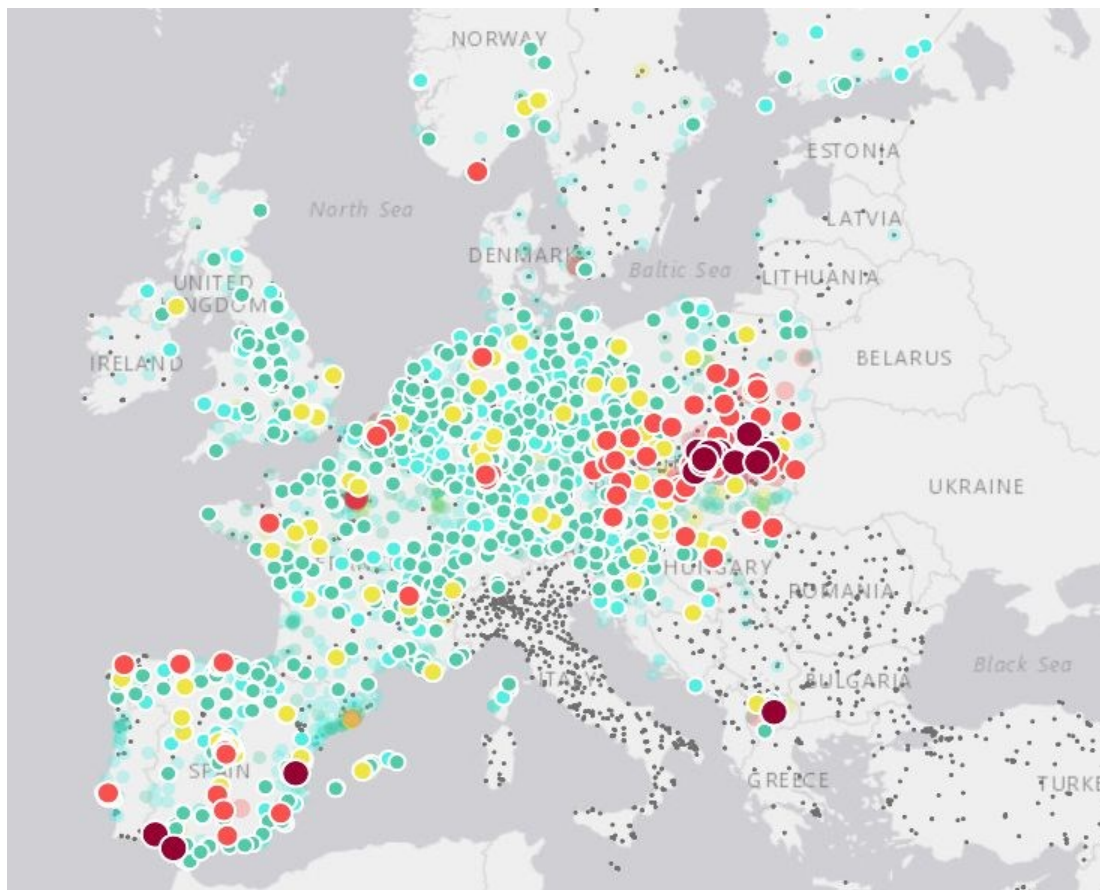 NORWAY
ESTONIA
North Sea
LATVIA
DENMARK
Baltic Sea
LITHUANIA
UNITED
KINGDOM
IRELAND
BELARUS
UKRAINE
HUNGARY
ROMANIA
Black Sea
ITALY
BULGARIA
SPAIN
GREECE
TURKE